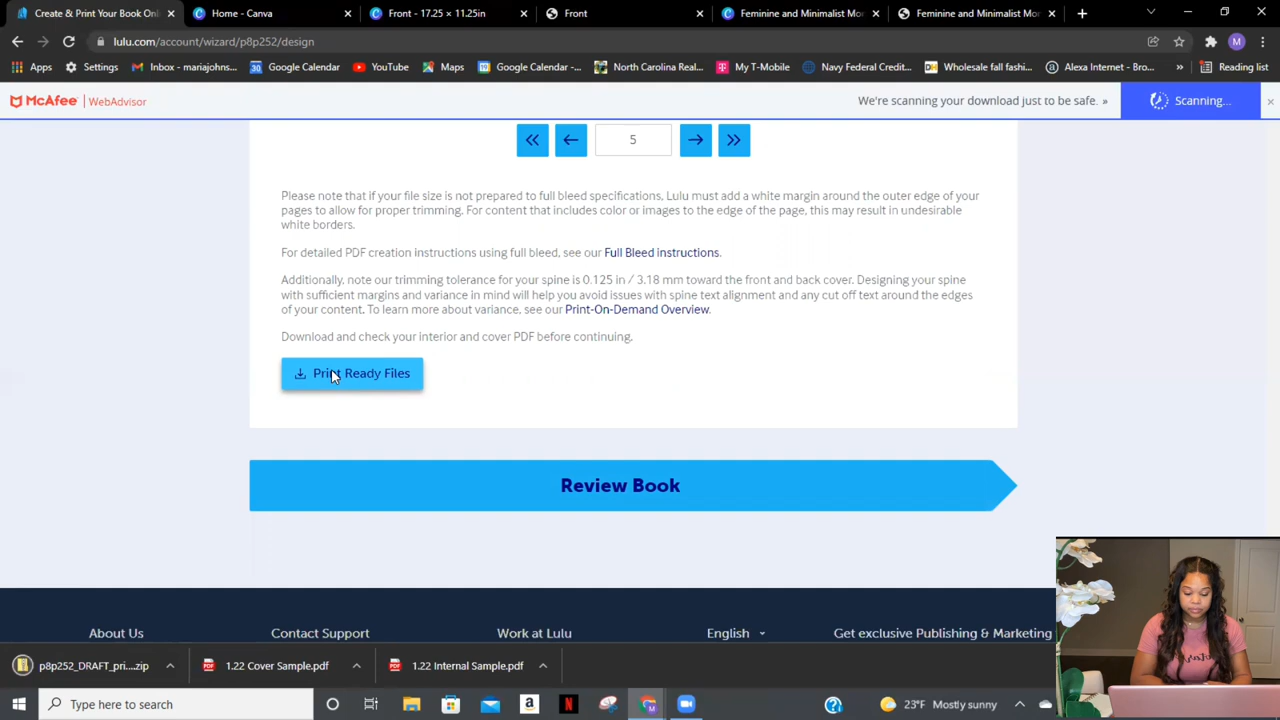 Create & Print Your Book Onli
Home - Canva
Front - 17.25 × 11.25in
Front
Feminine and Minimalist Mo
Feminine and Minimalist Mo
lulu.com/account/wizard/p8p252/design
Apps
Settings
Inbox - mariajohns...
Google Calendar
YouTube
Maps
Google Calendar -...
North Carolina Real...
My T-Mobile
Navy Federal Credit...
Wholesale fall fashi...
Alexa Internet - Bro...
»
Reading list
McAfee | WebAdvisor
We're scanning your download just to be safe. »
Scanning...
5
Please note that if your file size is not prepared to full bleed specifications, Lulu must add a white margin around the outer edge of your
pages to allow for proper trimming. For content that includes color or images to the edge of the page, this may result in undesirable
white borders.
For detailed PDF creation instructions using full bleed, see our Full Bleed instructions.
Additionally, note our trimming tolerance for your spine is 0.125 in / 3.18 mm toward the front and back cover. Designing your spine
with sufficient margins and variance in mind will help you avoid issues with spine text alignment and any cut off text around the edges
of your content. To learn more about variance, see our Print-On-Demand Overview.
Download and check your interior and cover PDF before continuing.
Print Ready Files
Review Book
About Us
Contact Support
Work at Lulu
English
Get exclusive Publishing & Marketing
p8p252_DRAFT_pri....zip
1.22 Cover Sample.pdf
1.22 Internal Sample.pdf
Type here to search
23°F Mostly sunny